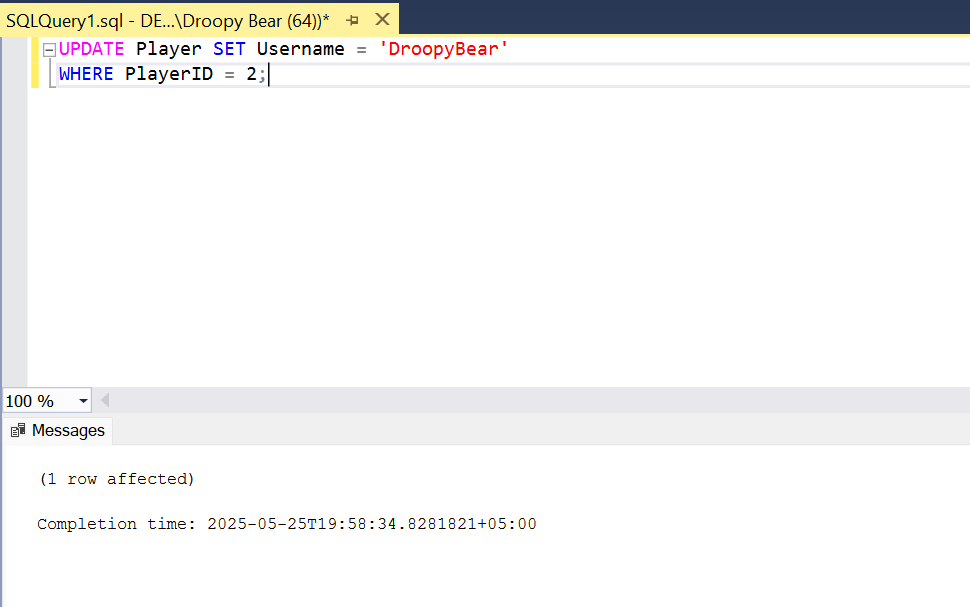 SQLQuery1.sql - DE...\Droopy Bear (64))*
UPDATE Player SET Username = 'DroopyBear'
WHERE PlayerID = 2;
100 %
Messages
(1 row affected)
Completion time: 2025-05-25T19:58:34.8281821+05:00